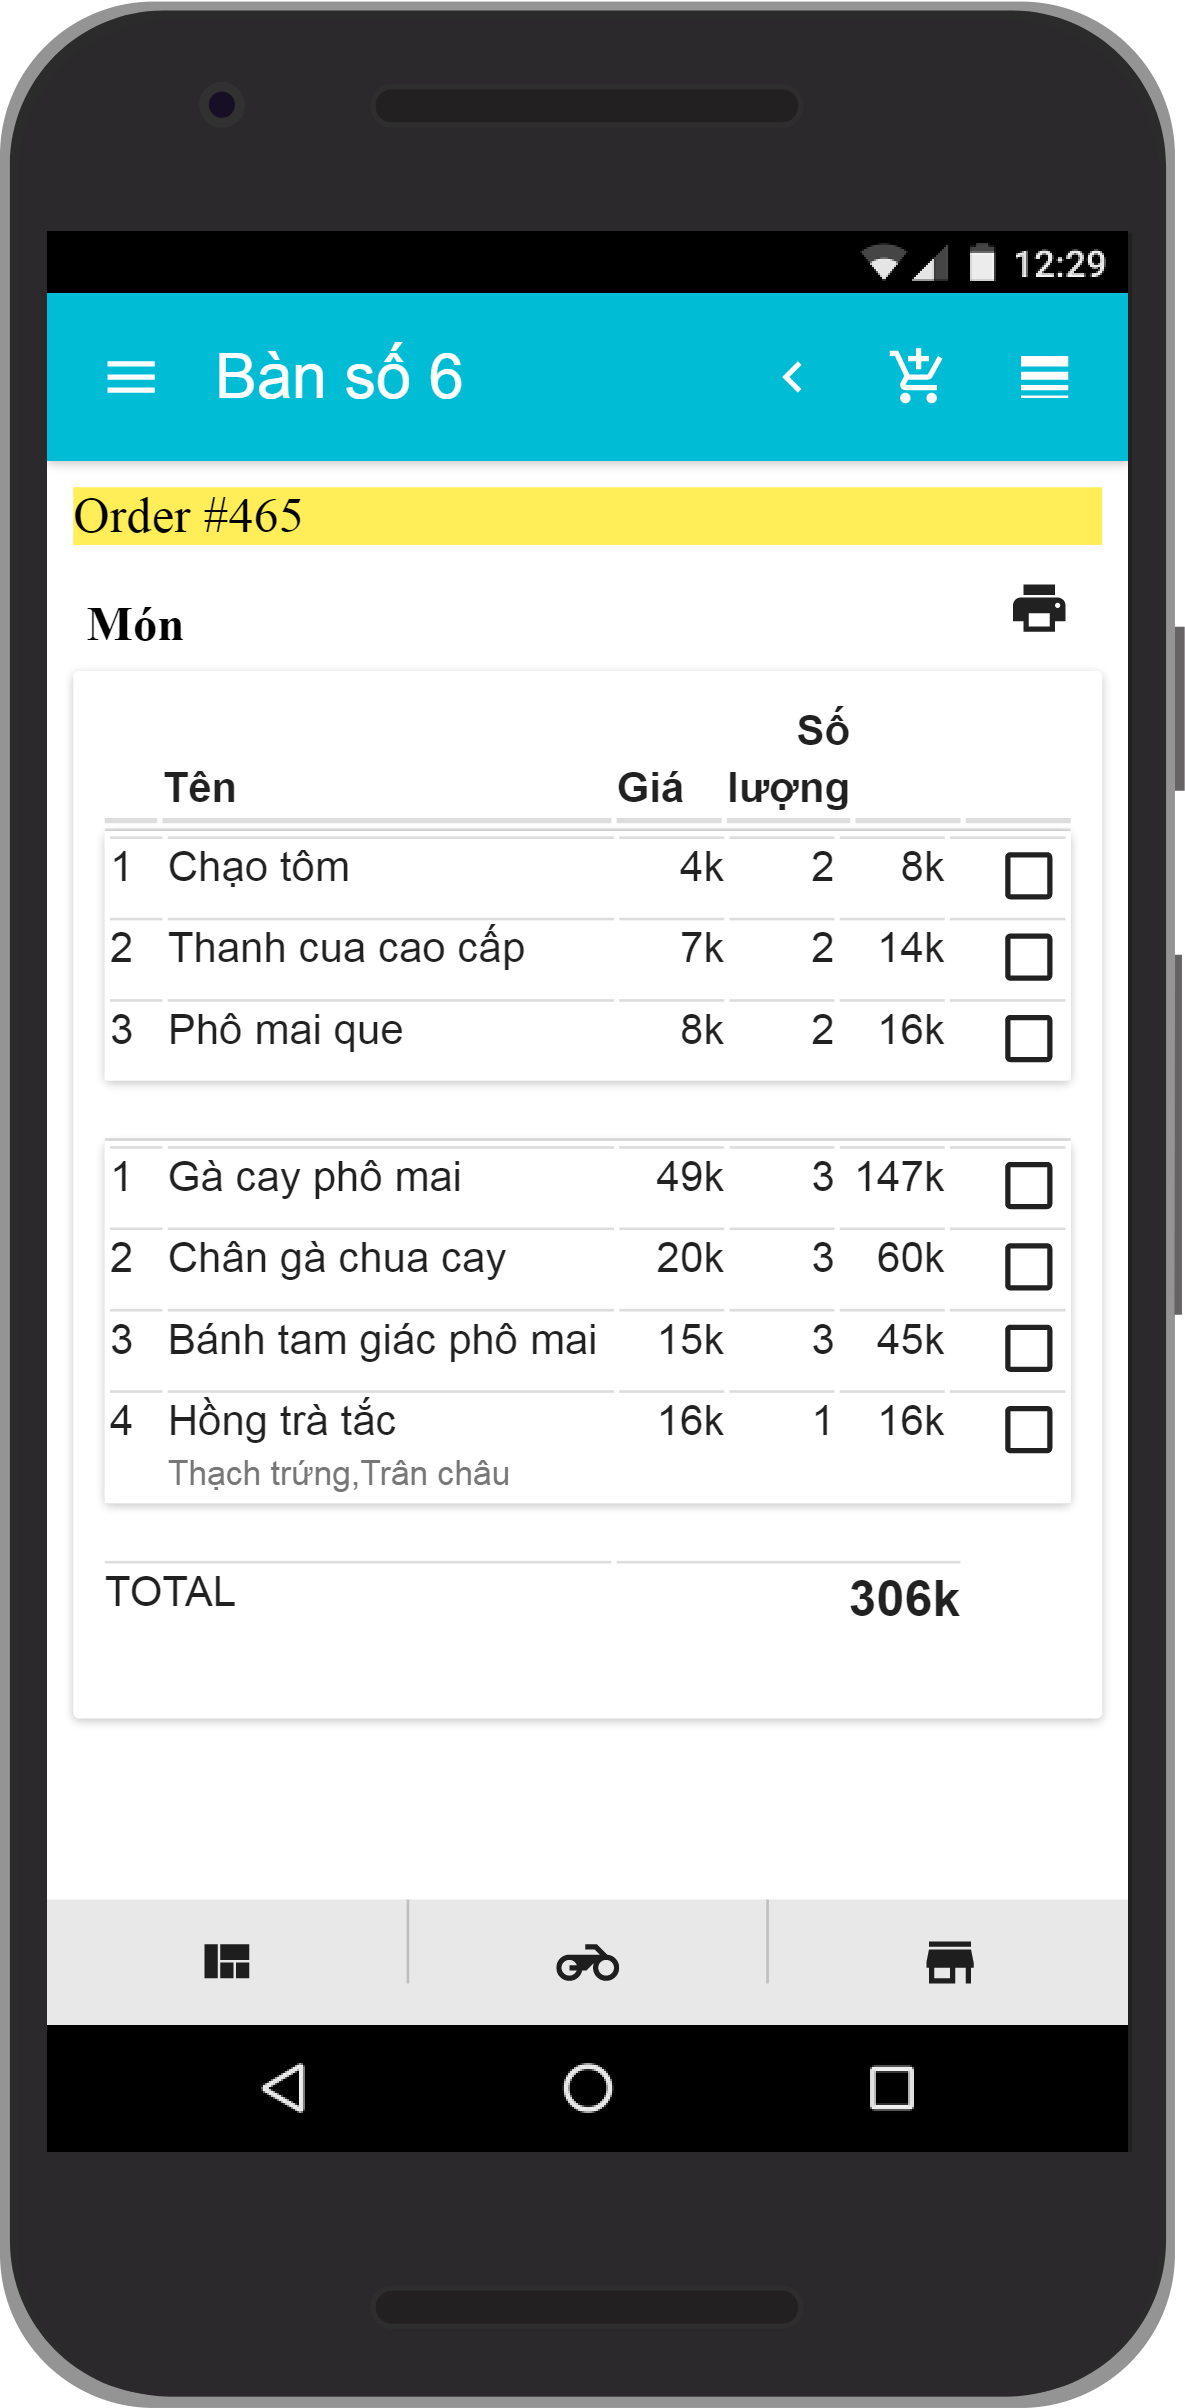 12:29
Bàn số 6
Order #465
Món
Tên Giá Số lượng
1 Chạo tôm 4k 2 8k
2 Thanh cua cao cấp 7k 2 14k
3 Phô mai que 8k 2 16k
1 Gà cay phô mai 49k 3 147k
2 Chân gà chua cay 20k 3 60k
3 Bánh tam giác phô mai 15k 3 45k
4 Hồng trà tắc 16k 1 16k
Thạch trứng,Trân châu
TOTAL 306k